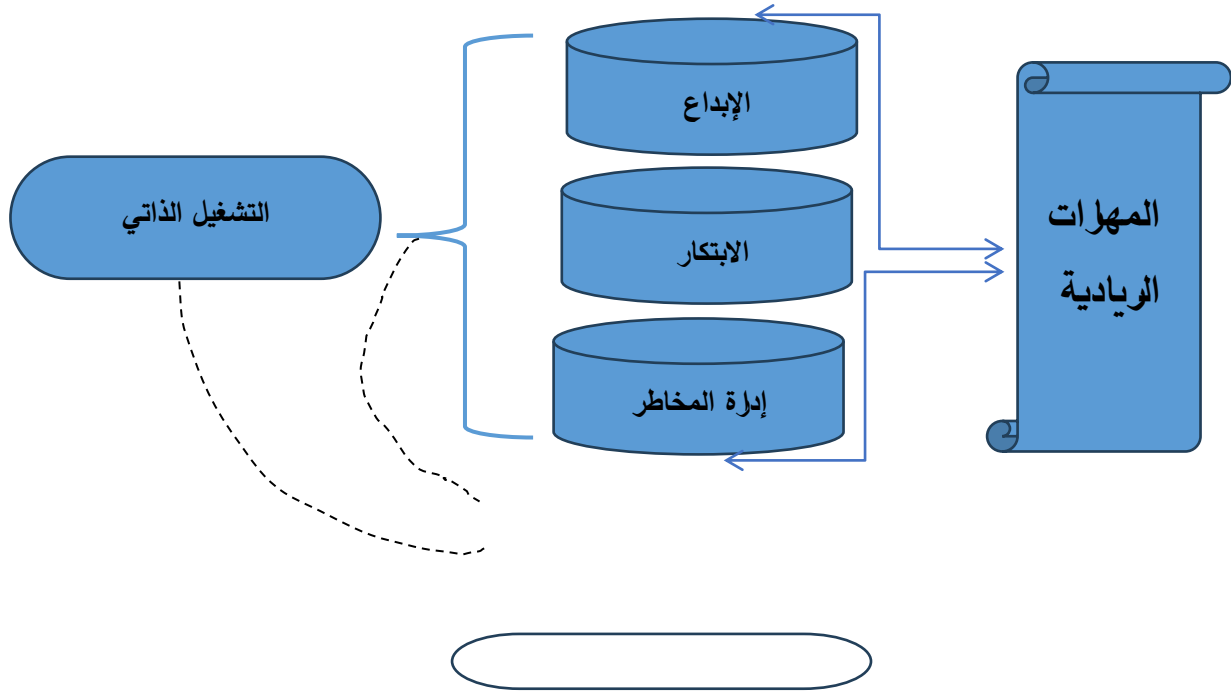 الإبداع
المهارات
الريادية
التشغيل الذاتي
الابتكار
إدارة المخاطر